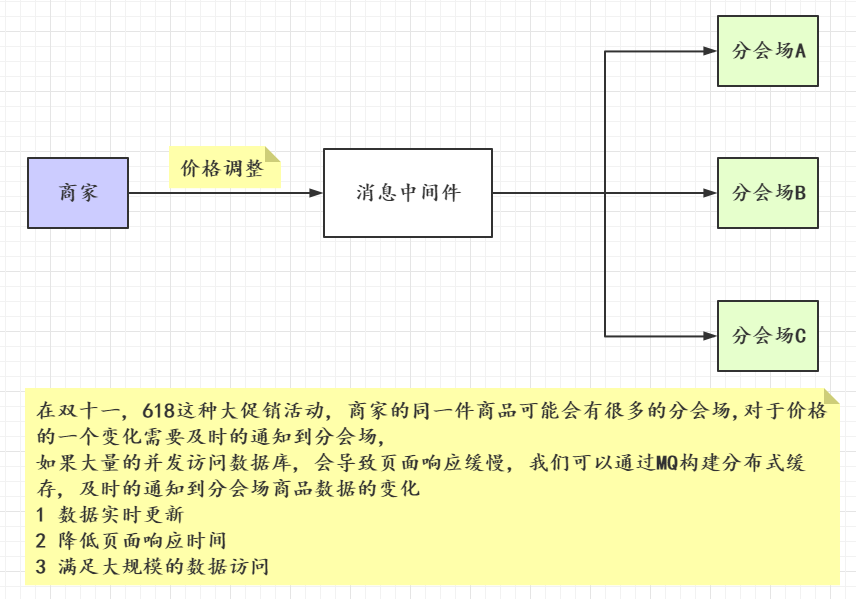 分会场A
价格调整
商家
消息中间件
分会场B
分会场C
在双十一, 618这种大促销活动, 商家的同一件商品可能会有很多的分会场,对于价格
的一个变化需要及时的通知到分会场,
如果大量的并发访问数据库, 会导致页面响应缓慢, 我们可以通过MQ构建分布式缓
存, 及时的通知到分会场商品数据的变化
1 数据实时更新
2 降低页面响应时间
3 满足大规模的数据访问